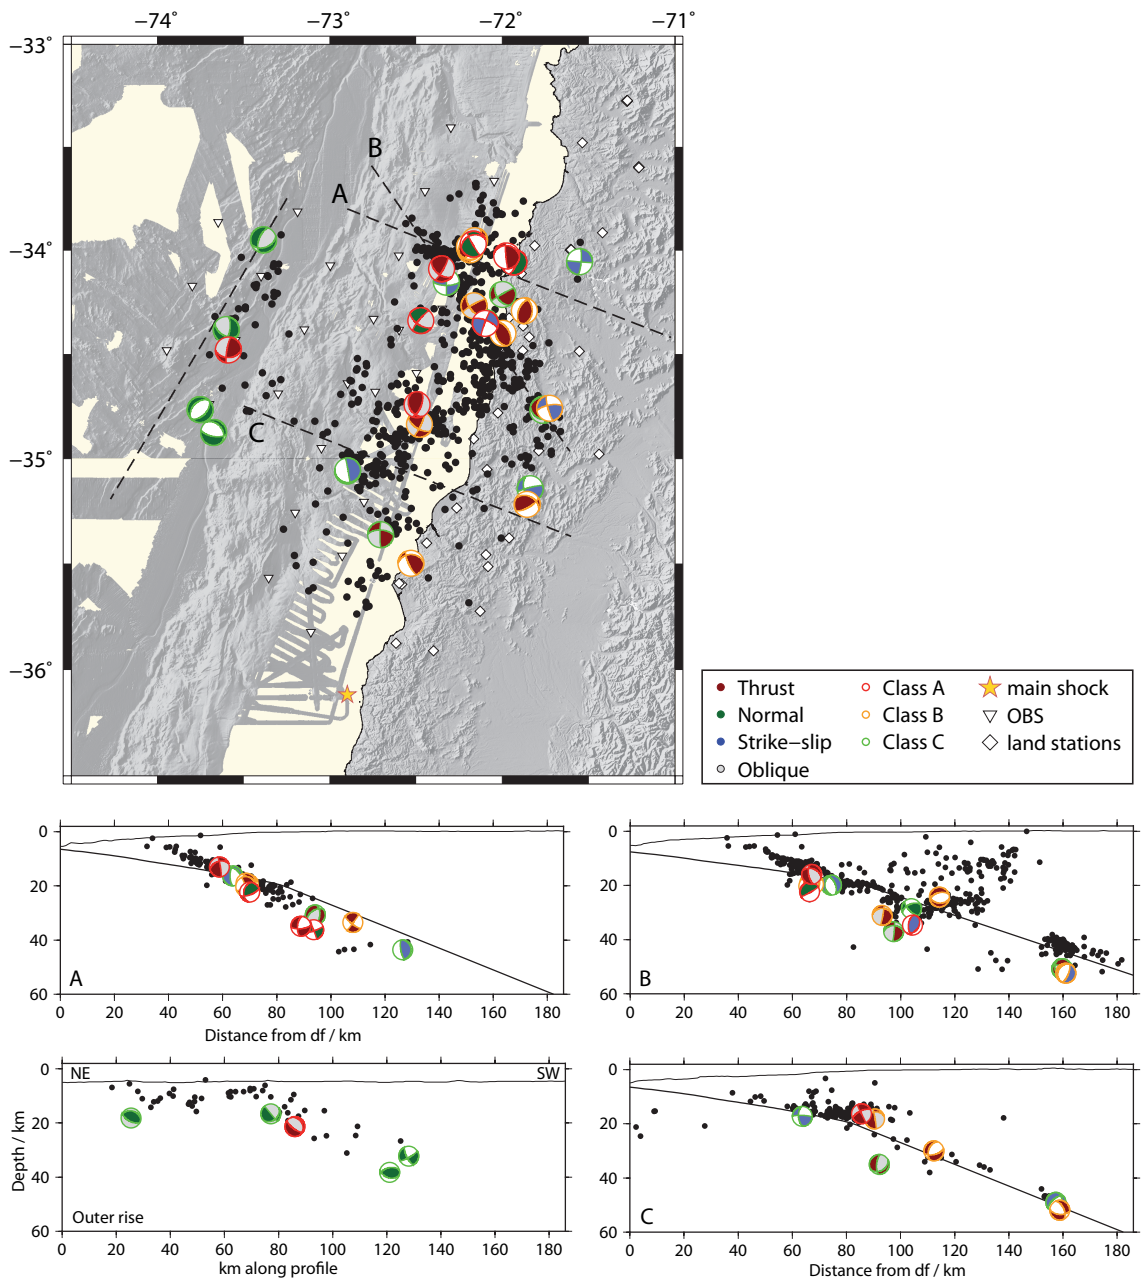 −74˚ −73˚ −72˚ −71˚
−33˚
B
A
−34˚
C
−35˚
−36˚
Thrust Class A main shock
Normal Class B OBS
Strike−slip Class C land stations
Oblique
0
20
40
60
A
0 20 40 60 80 100 120 140 160 180
Distance from df / km
0
20
40
60
B
0 20 40 60 80 100 120 140 160 180
NE SW
0
20
40
60
Depth / km
Outer rise
0 20 40 60 80 100 120 140 160 180
km along profile
0
20
40
60
C
0 20 40 60 80 100 120 140 160 180
Distance from df / km